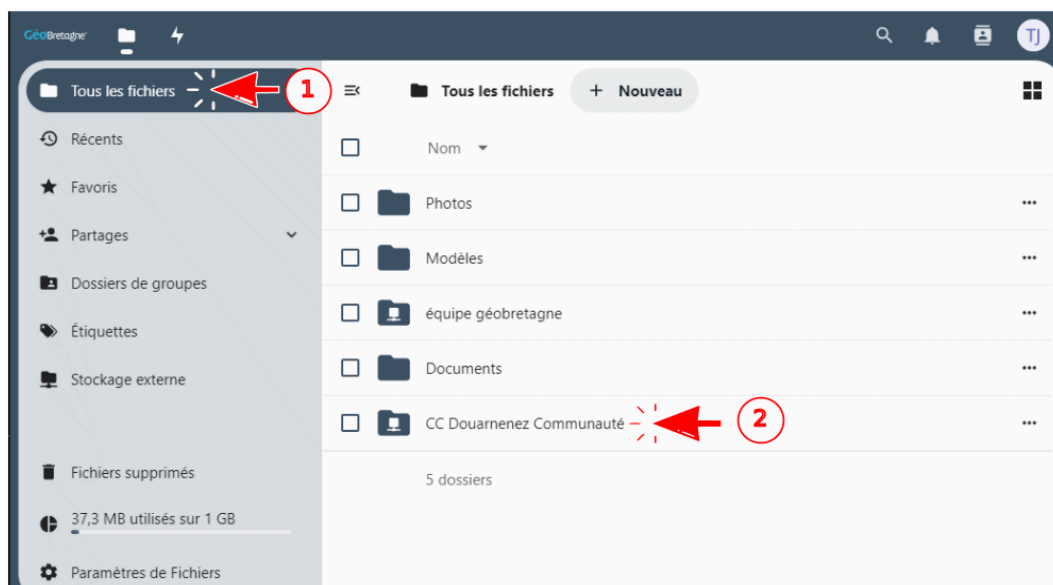 GéoBretagne
TJ
Tous les fichiers
1
Tous les fichiers
+ Nouveau
Récents
Nom
Favoris
Photos
Partages
Modèles
Dossiers de groupes
équipe géobretagne
Étiquettes
Documents
Stockage externe
CC Douarnenez Communauté
2
Fichiers supprimés
5 dossiers
37,3 MB utilisés sur 1 GB
Paramètres de Fichiers